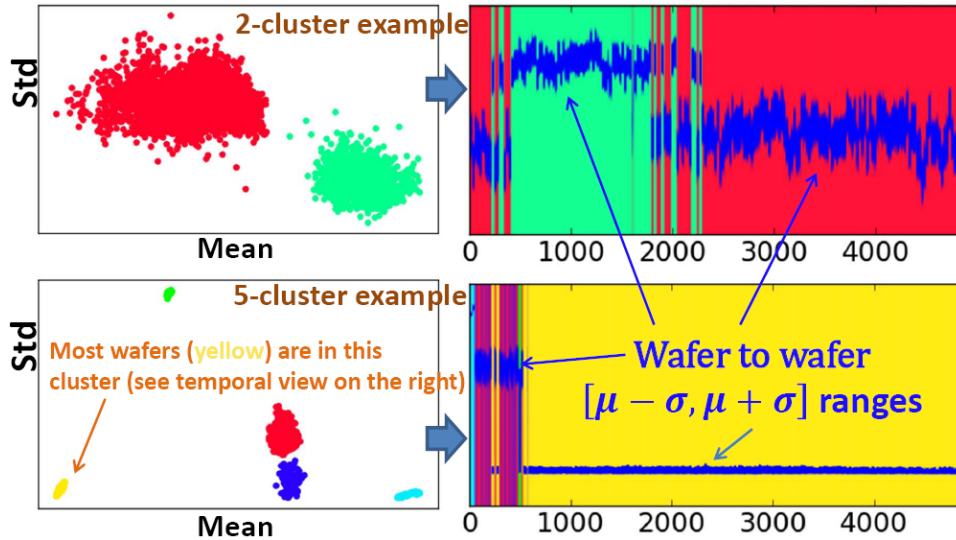 2-cluster example
Std
Mean
0 1000 2000 3000 4000
5-cluster example
Std
Most wafers (yellow) are in this
cluster (see temporal view on the right)
Wafer to wafer
[μ − σ, μ + σ] ranges
Mean
0 1000 2000 3000 4000